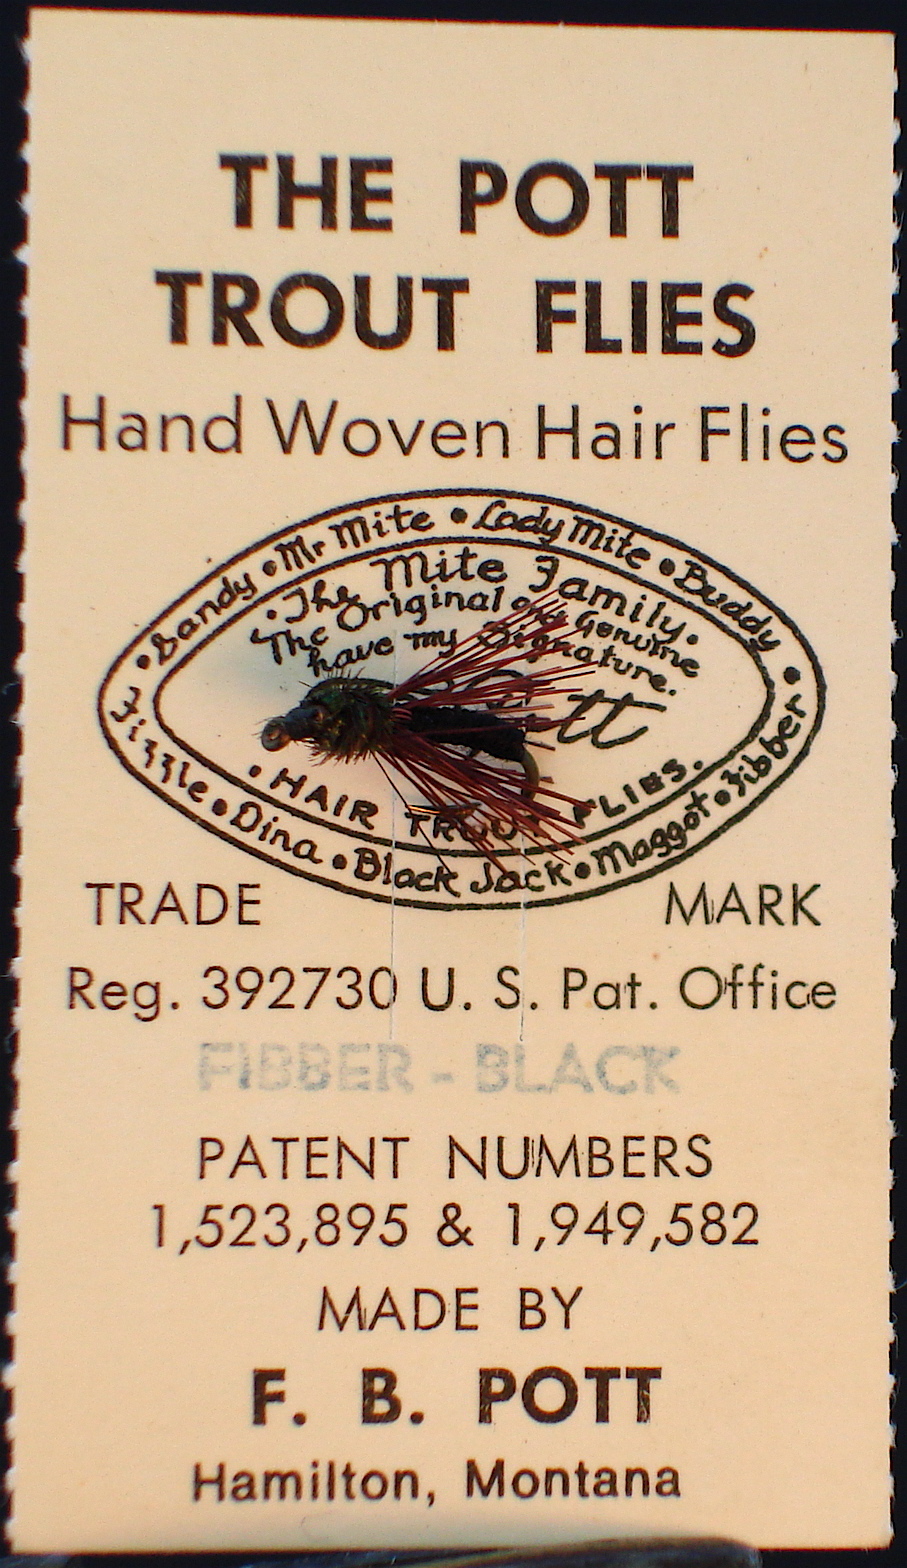 THE POTT
TROUT FLIES
Hand Woven Hair Flies
Fizzle • Sandy • Mr Mite • Lady Mite • Buddy • Fibber • Maggot • Black Jack • Dina •
• The Mite Family •
"The Original and Genuine
have my Signature."
• HAIR TROUT FLIES •
TRADE MARK
Reg. 392730 U. S. Pat. Office
FIBBER - BLACK
PATENT NUMBERS
1,523,895 & 1,949,582
MADE BY
F. B. POTT
Hamilton, Montana